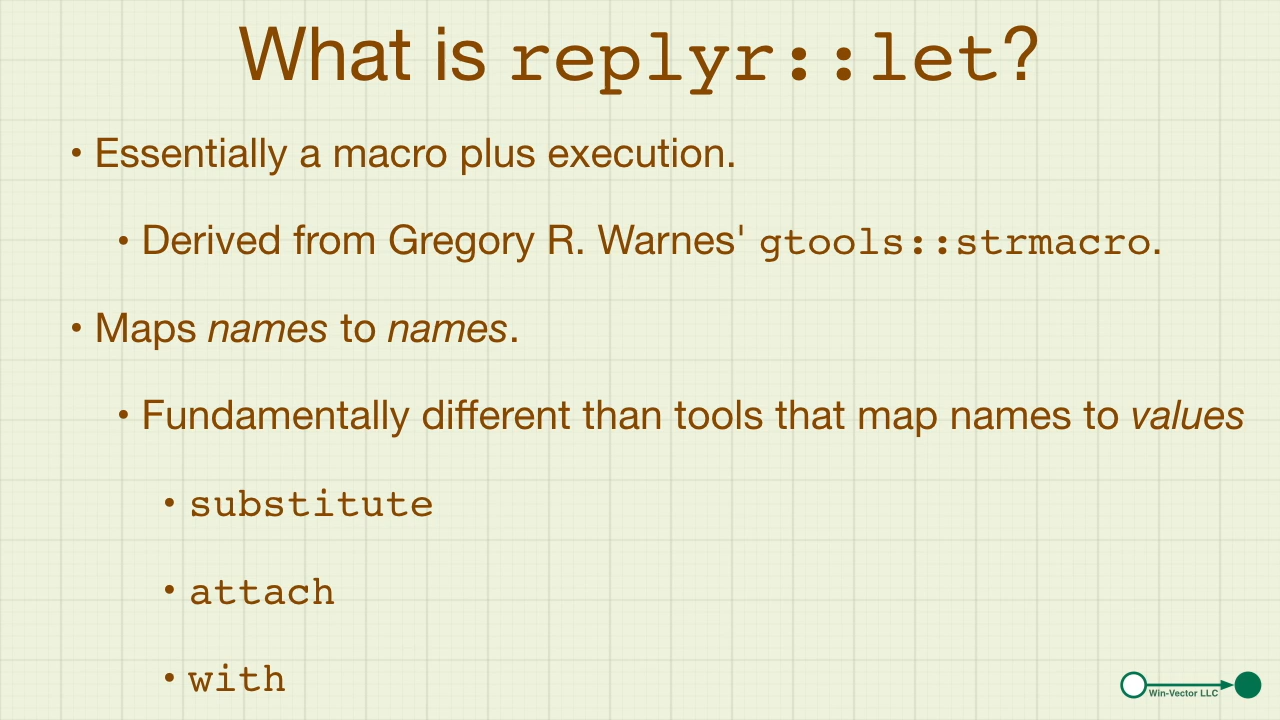 What is replyr::let?
• Essentially a macro plus execution.
• Derived from Gregory R. Warnes' gtools::strmacro.
• Maps names to names.
• Fundamentally different than tools that map names to values
• substitute
• attach
• with
Win-Vector LLC